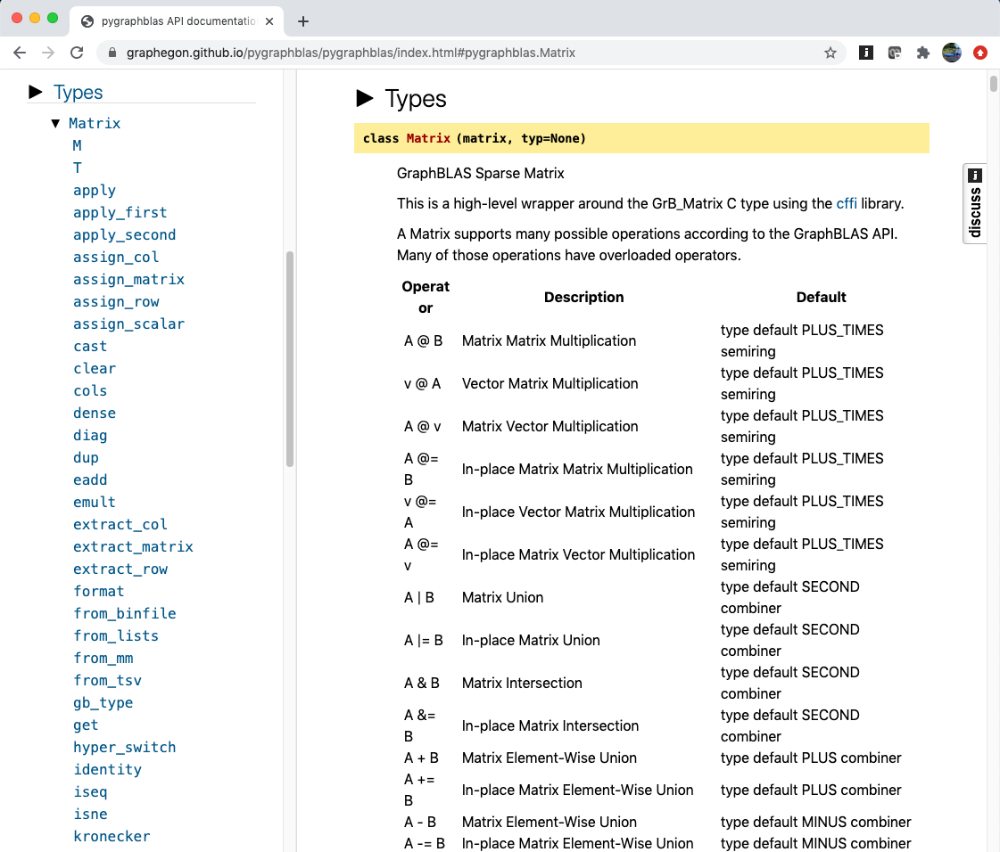 pygraphblas API documentatio
graphegon.github.io/pygraphblas/pygraphblas/index.html#pygraphblas.Matrix
Types
Matrix
M
T
apply
apply_first
apply_second
assign_col
assign_matrix
assign_row
assign_scalar
cast
clear
cols
dense
diag
dup
eadd
emult
extract_col
extract_matrix
extract_row
format
from_binfile
from_lists
from_mm
from_tsv
gb_type
get
hyper_switch
identity
iseq
isne
kronecker
Types
class Matrix (matrix, typ=None)
GraphBLAS Sparse Matrix
This is a high-level wrapper around the GrB_Matrix C type using the cffi library.
A Matrix supports many possible operations according to the GraphBLAS API.
Many of those operations have overloaded operators.
Operat
or
Description
Default
A @ B
Matrix Matrix Multiplication
type default PLUS_TIMES
semiring
v @ A
Vector Matrix Multiplication
type default PLUS_TIMES
semiring
A @ v
Matrix Vector Multiplication
type default PLUS_TIMES
semiring
A @=
B
In-place Matrix Matrix Multiplication
type default PLUS_TIMES
semiring
v @=
A
In-place Vector Matrix Multiplication
type default PLUS_TIMES
semiring
A @=
v
In-place Matrix Vector Multiplication
type default PLUS_TIMES
semiring
A | B
Matrix Union
type default SECOND
combiner
A |= B
In-place Matrix Union
type default SECOND
combiner
A & B
Matrix Intersection
type default SECOND
combiner
A &=
B
In-place Matrix Intersection
type default SECOND
combiner
A + B
Matrix Element-Wise Union
type default PLUS combiner
A +=
B
In-place Matrix Element-Wise Union
type default PLUS combiner
A - B
Matrix Element-Wise Union
type default MINUS combiner
A -= B
In-place Matrix Element-Wise Union
type default MINUS combiner
discuss